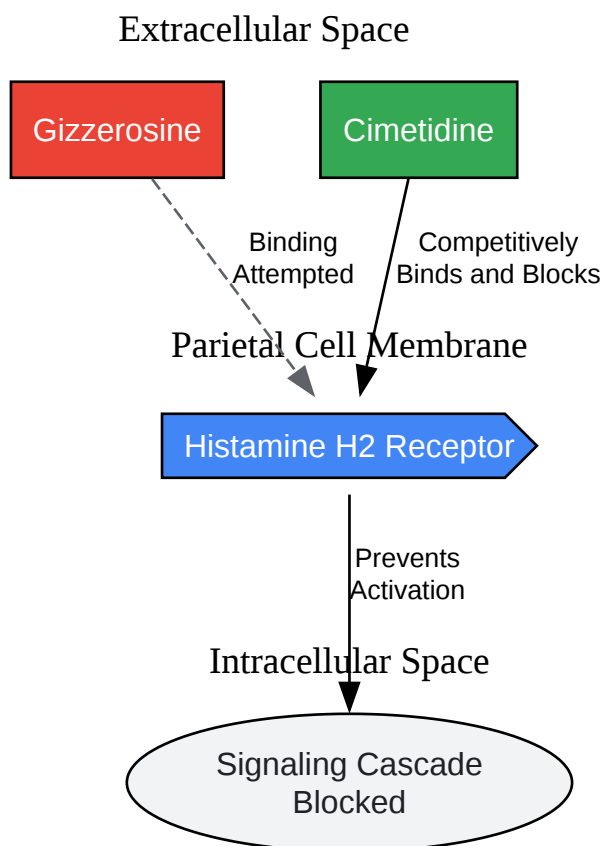 Extracellular Space
Gizzerosine
Cimetidine
Binding
Attempted
Competitively
Binds and Blocks
Parietal Cell Membrane
Histamine H2 Receptor
Prevents
Activation
Intracellular Space
Signaling Cascade
Blocked